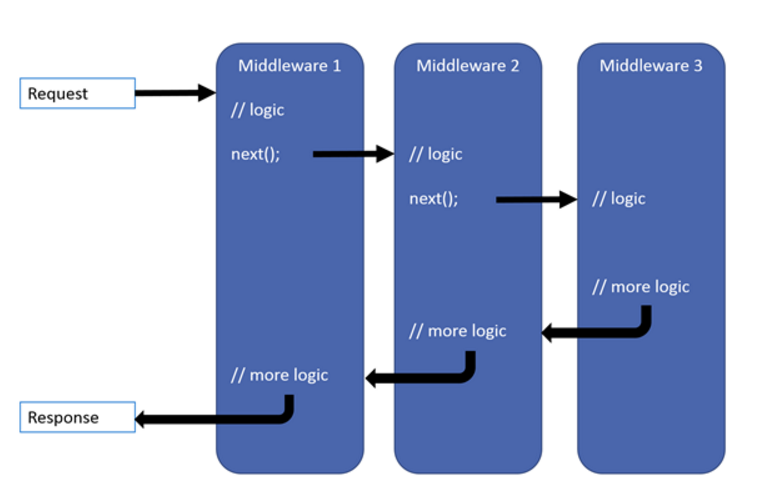 Middleware 1
Middleware 2
Middleware 3
Request
// logic
next();
// logic
next();
// logic
// more logic
// more logic
// more logic
Response